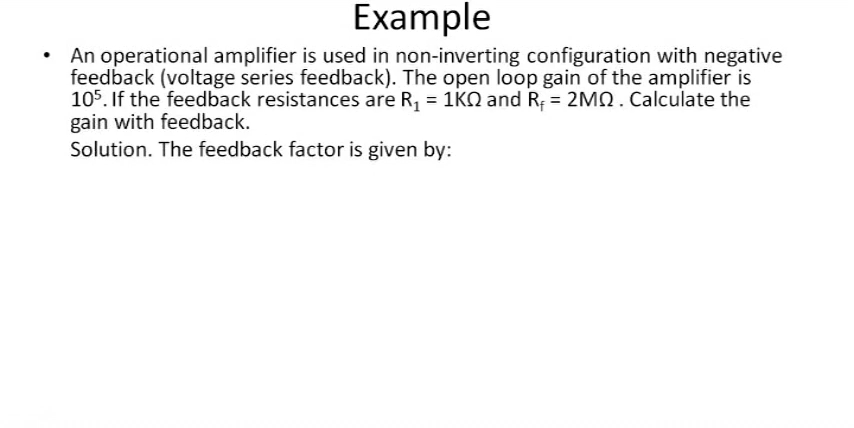 Example
• An operational amplifier is used in non-inverting configuration with negative
feedback (voltage series feedback). The open loop gain of the amplifier is
10⁵. If the feedback resistances are R₁ = 1KΩ and Rf = 2MΩ . Calculate the
gain with feedback.
Solution. The feedback factor is given by: